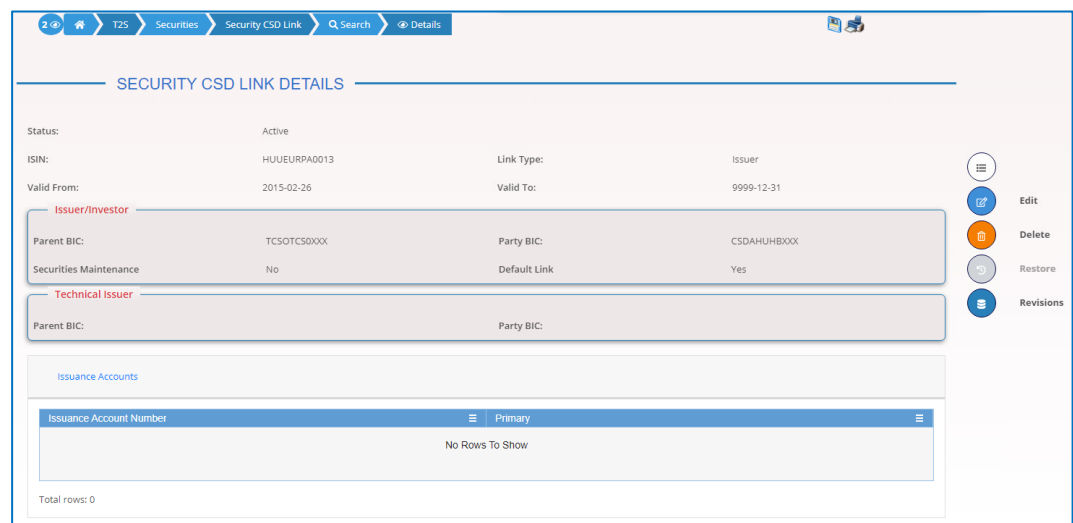 2 T2S Securities Security CSD Link Search Details
SECURITY CSD LINK DETAILS
Status: Active
ISIN: HUUEURPA0013 Link Type: Issuer
Valid From: 2015-02-26 Valid To: 9999-12-31
Issuer/Investor
Parent BIC: TCSOTCS0XXX Party BIC: CSDAHUHBXXX
Securities Maintenance No Default Link Yes
Technical Issuer
Parent BIC: Party BIC:
Edit
Delete
Restore
Revisions
Issuance Accounts
Issuance Account Number Primary
No Rows To Show
Total rows: 0